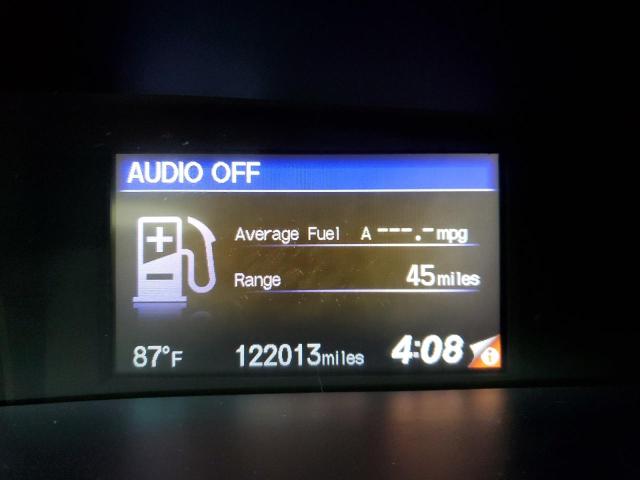 AUDIO OFF
Average Fuel A ---.- mpg
Range 45 miles
87°F 122013 miles 4:08 i